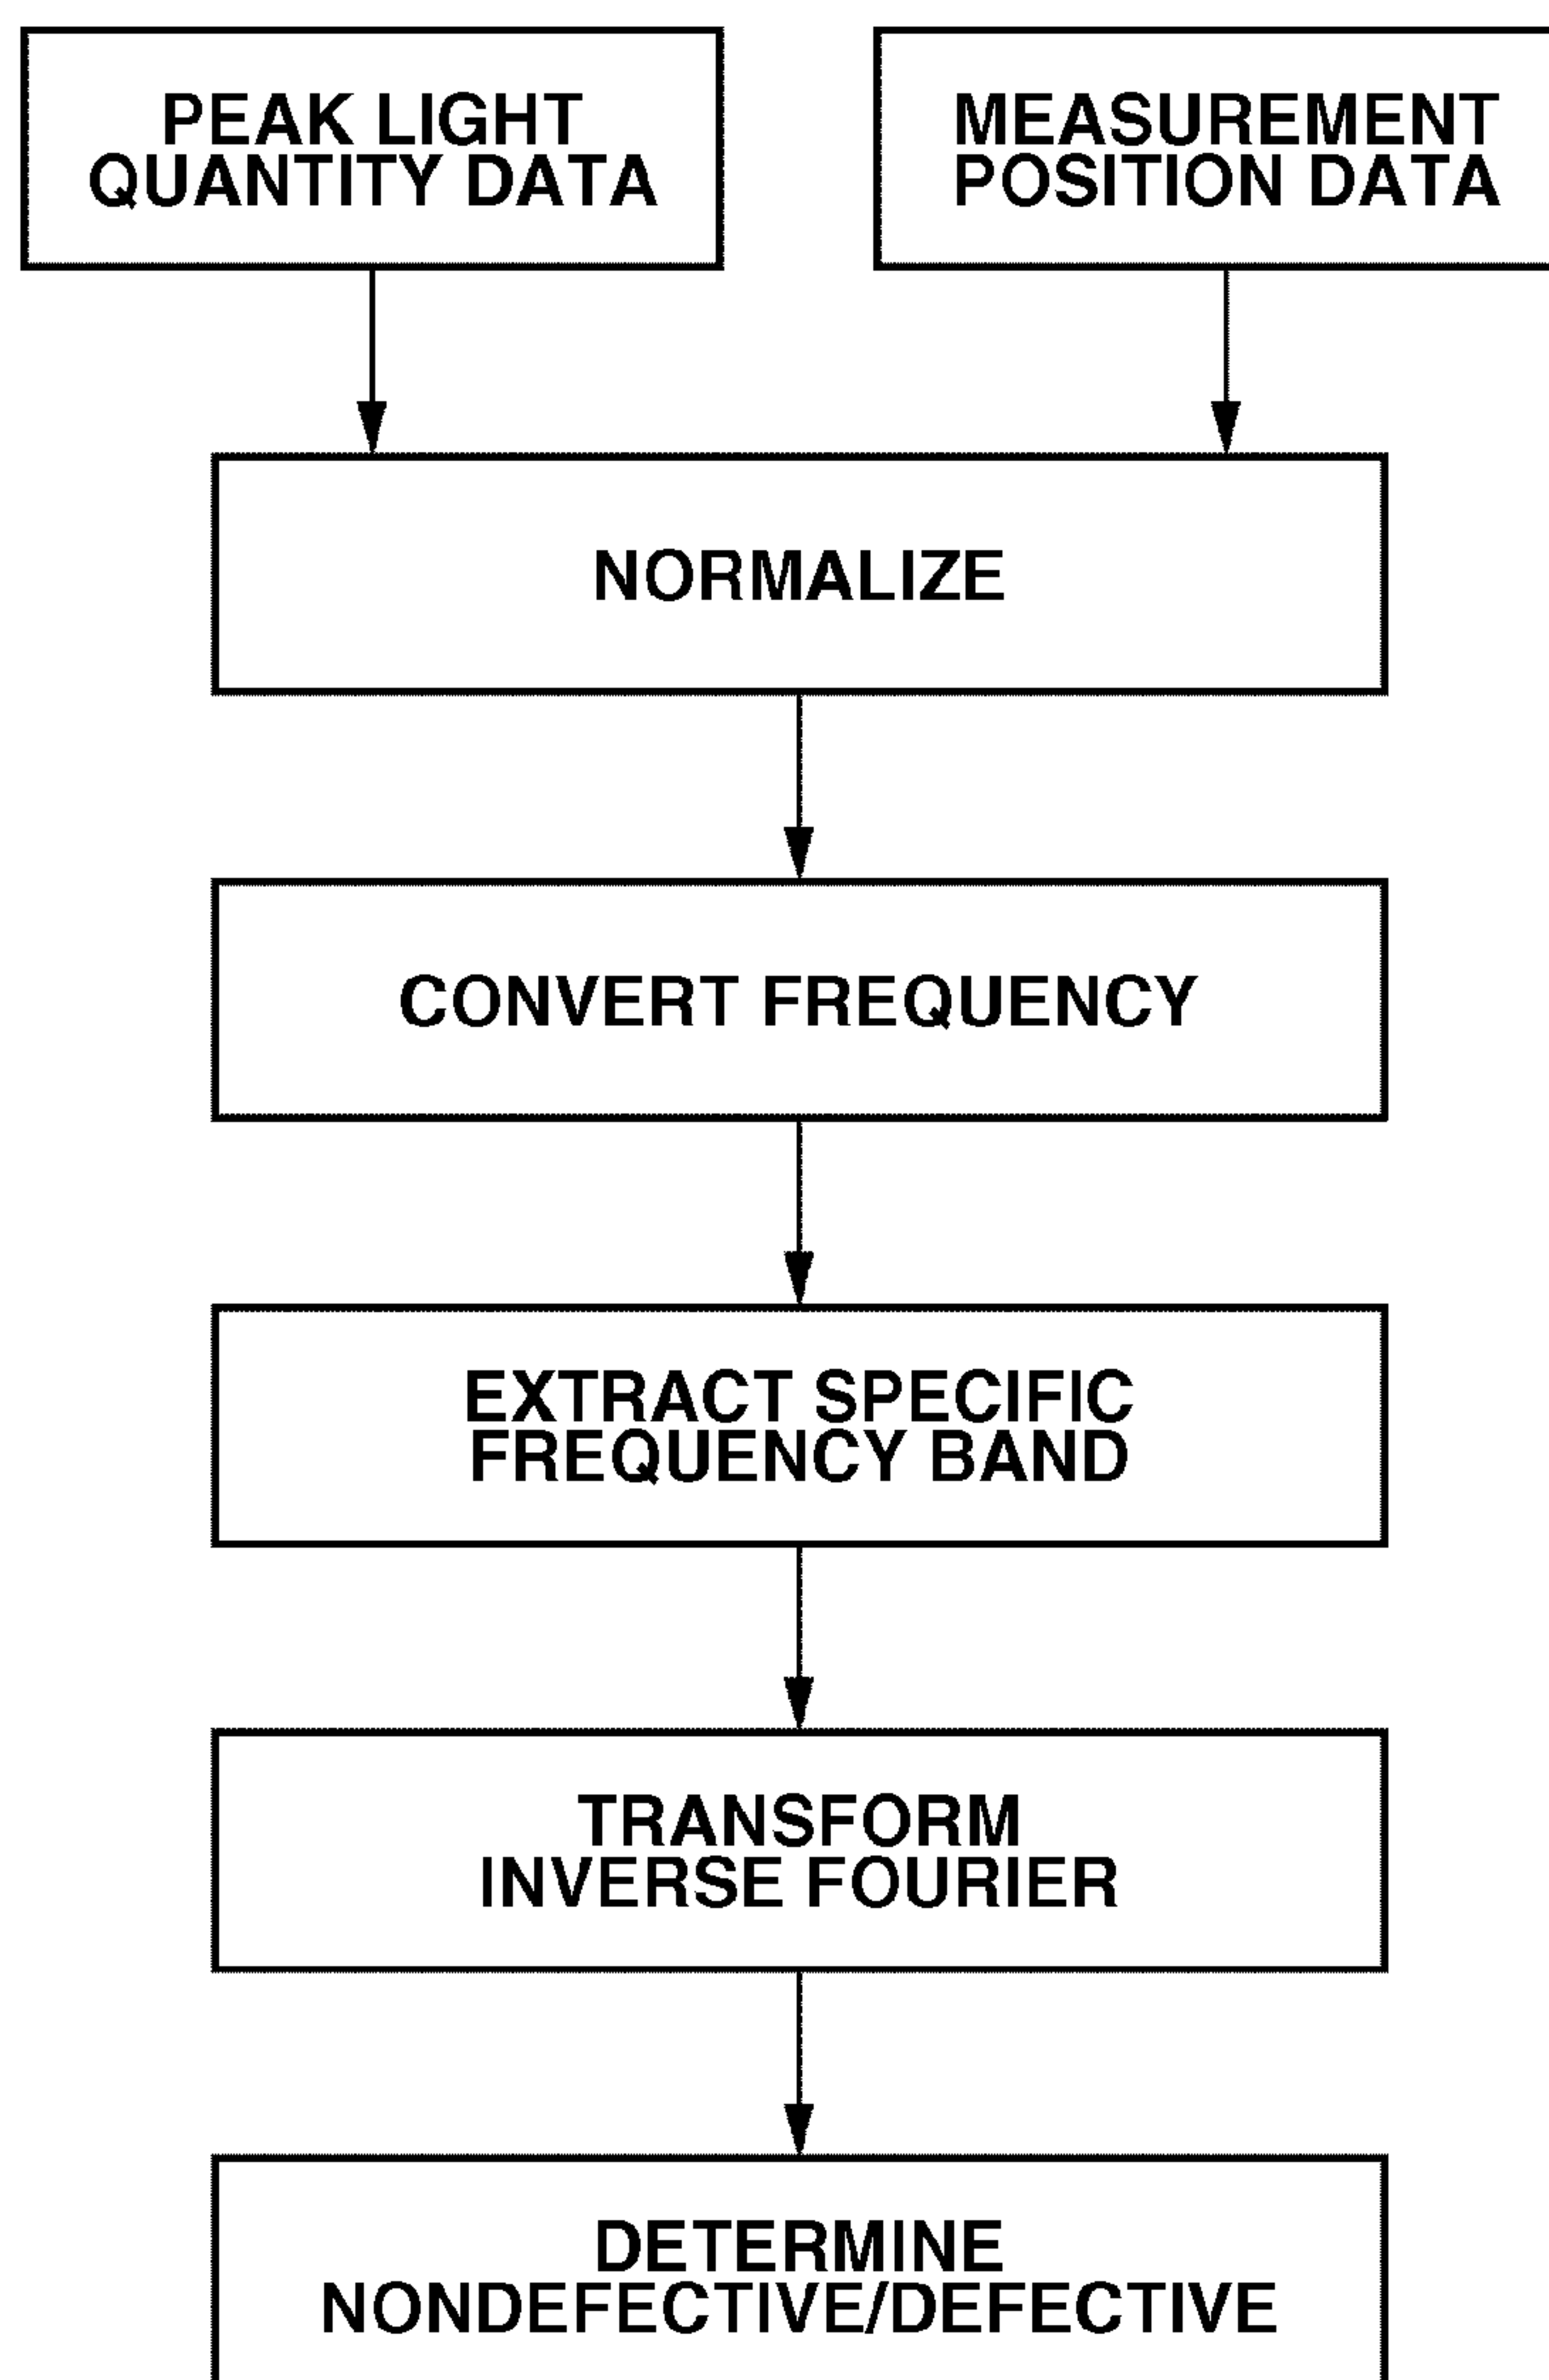 PEAK LIGHT
QUANTITY DATA
MEASUREMENT
POSITION DATA
NORMALIZE
CONVERT FREQUENCY
EXTRACT SPECIFIC
FREQUENCY BAND
TRANSFORM
INVERSE FOURIER
DETERMINE
NONDEFECTIVE/DEFECTIVE